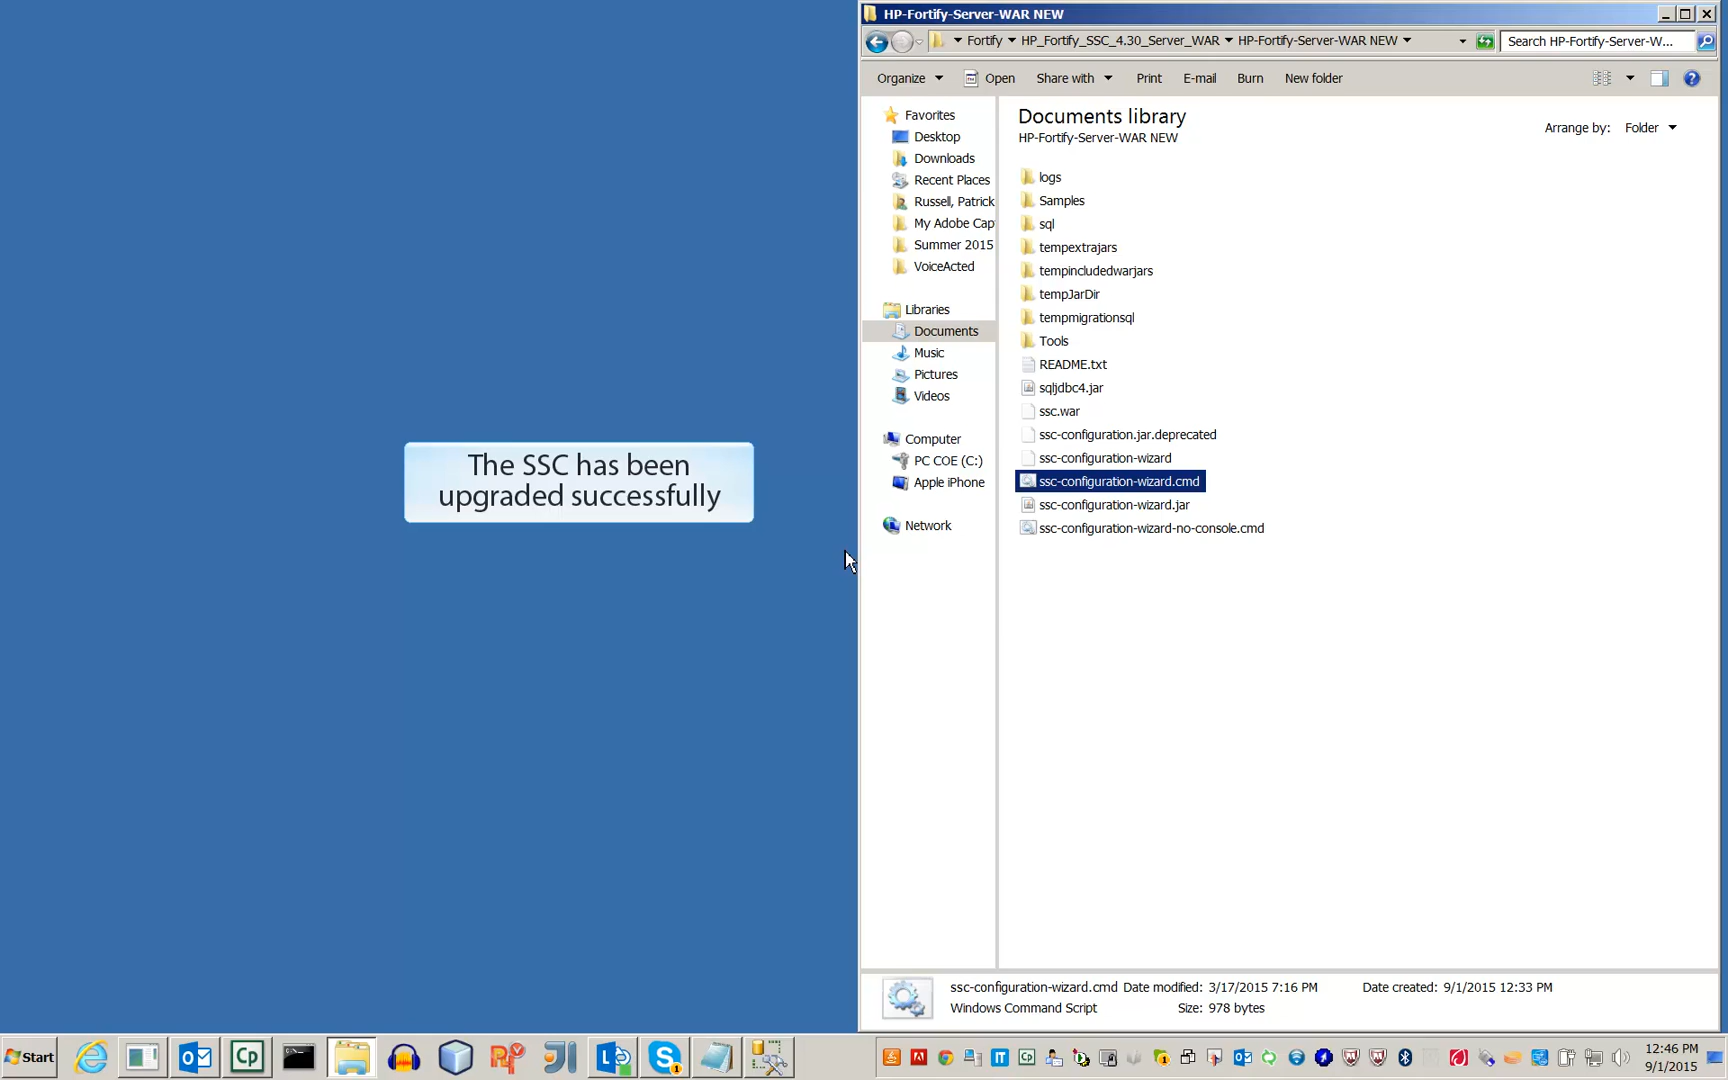 HP-Fortify-Server-WAR NEW
Fortify HP_Fortify_SSC_4.30_Server_WAR HP-Fortify-Server-WAR NEW
Search HP-Fortify-Server-W...
Organize Open Share with Print E-mail Burn New folder
Favorites
Desktop
Downloads
Recent Places
Russell, Patrick
My Adobe Cap
Summer 2015
VoiceActed
Libraries
Documents
Music
Pictures
Videos
Computer
PC COE (C:)
Apple iPhone
Network
Documents library
HP-Fortify-Server-WAR NEW
Arrange by: Folder
logs
Samples
sql
tempextrajars
tempincludedwarjars
tempJarDir
tempmigrationsql
Tools
README.txt
sqljdbc4.jar
ssc.war
ssc-configuration.jar.deprecated
ssc-configuration-wizard
ssc-configuration-wizard.cmd
ssc-configuration-wizard.jar
ssc-configuration-wizard-no-console.cmd
The SSC has been
upgraded successfully
ssc-configuration-wizard.cmd Date modified: 3/17/2015 7:16 PM Date created: 9/1/2015 12:33 PM
Windows Command Script Size: 978 bytes
Start
Cp
IT
12:46 PM
9/1/2015